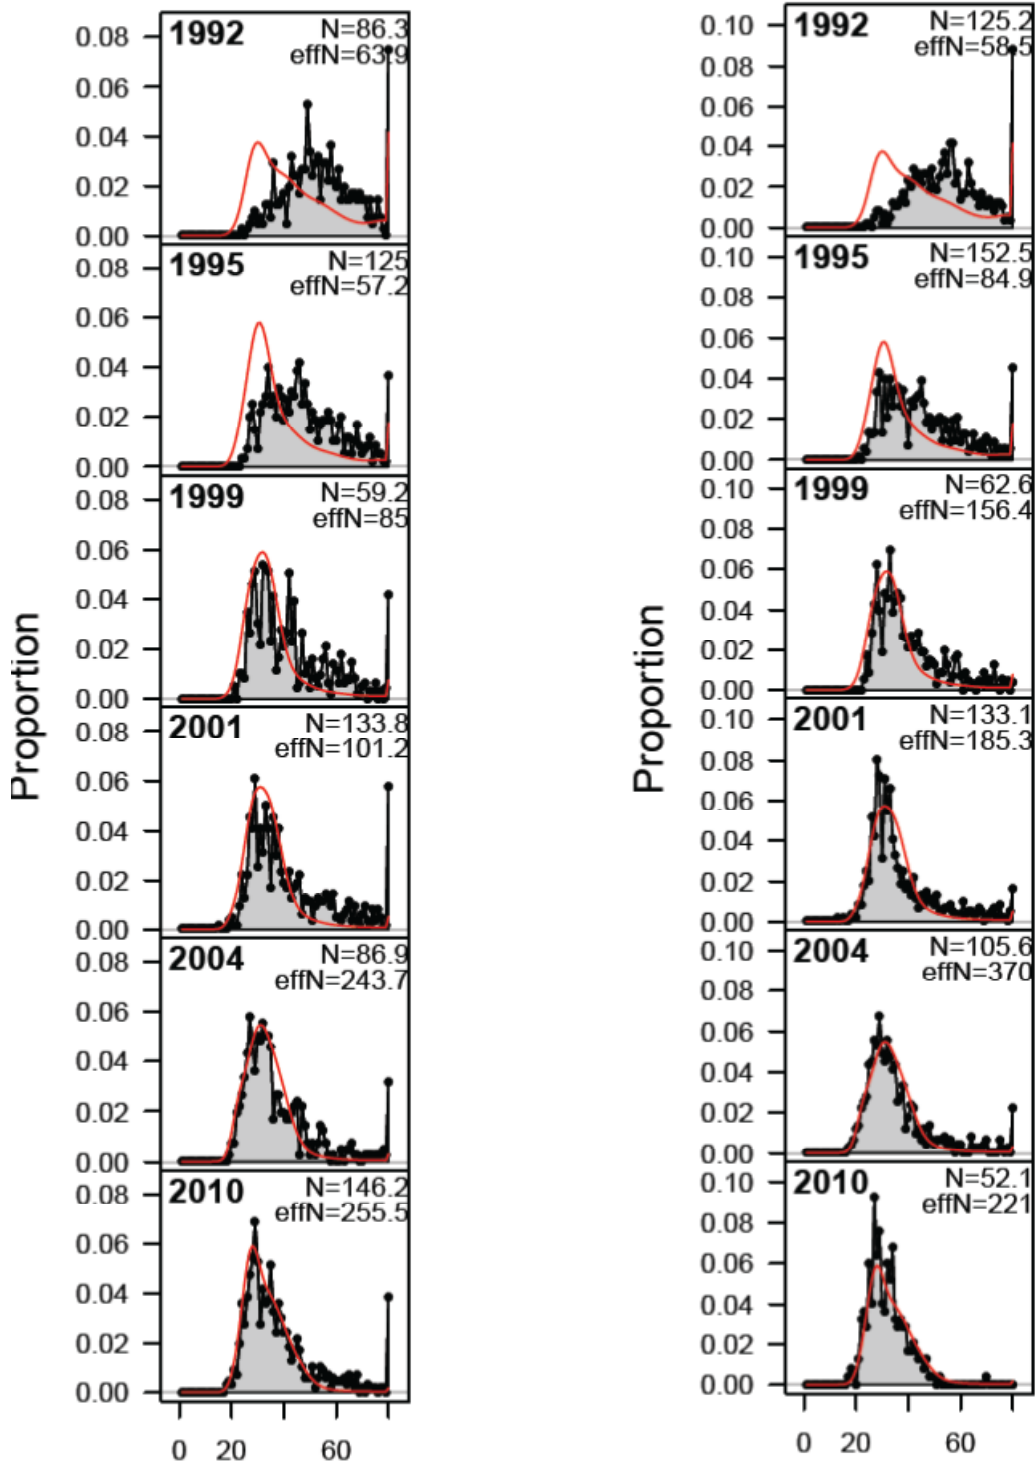 Proportion
1992
N=86.3
effN=63.9
0.08
0.06
0.04
0.02
0.00
1995
N=125
effN=57.2
0.08
0.06
0.04
0.02
0.00
1999
N=59.2
effN=85
0.08
0.06
0.04
0.02
0.00
2001
N=133.8
effN=101.2
0.08
0.06
0.04
0.02
0.00
2004
N=86.9
effN=243.7
0.08
0.06
0.04
0.02
0.00
2010
N=146.2
effN=255.5
0.08
0.06
0.04
0.02
0.00
0 20 60
Proportion
1992
N=125.2
effN=58.5
0.10
0.10
0.06
0.04
0.02
0.00
1995
N=152.5
effN=84.9
0.10
0.08
0.06
0.04
0.02
0.00
1999
N=62.6
effN=156.4
0.10
0.08
0.06
0.04
0.02
0.00
2001
N=133.1
effN=185.3
0.10
0.08
0.06
0.04
0.02
0.00
2004
N=105.6
effN=370
0.10
0.08
0.06
0.04
0.02
0.00
2010
N=52.1
effN=221
0.10
0.08
0.06
0.04
0.02
0.00
0 20 60